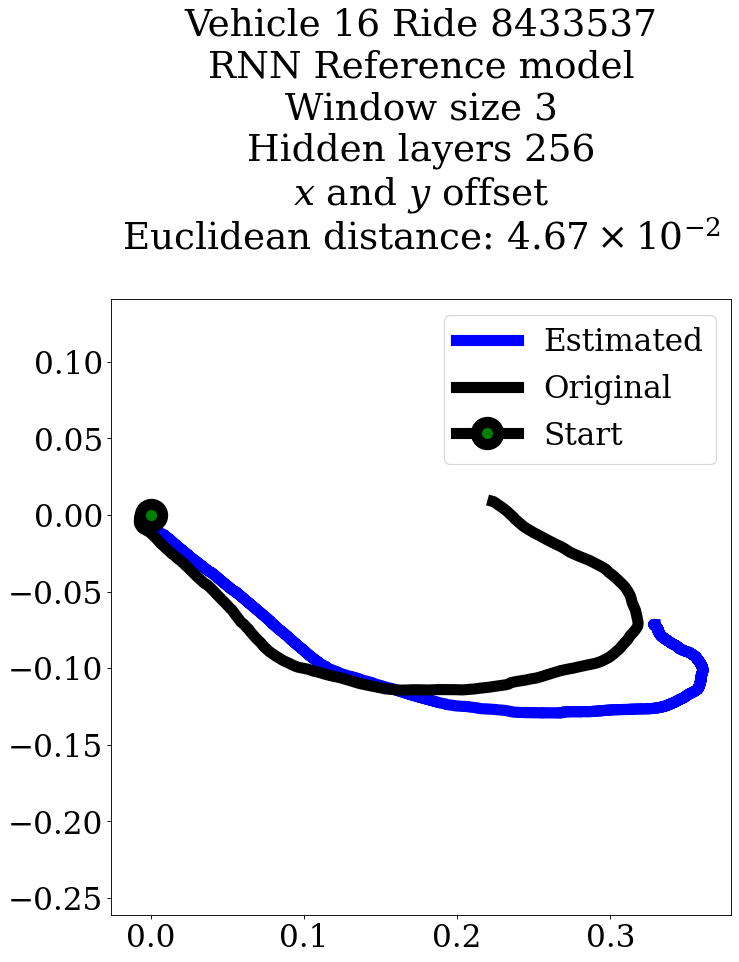 Vehicle 16 Ride 8433537
RNN Reference model
Window size 3
Hidden layers 256
x and y offset
Euclidean distance: 4.67 × 10⁻²
Estimated
Original
Start
0.10
0.05
0.00
−0.05
−0.10
−0.15
−0.20
−0.25
0.0 0.1 0.2 0.3